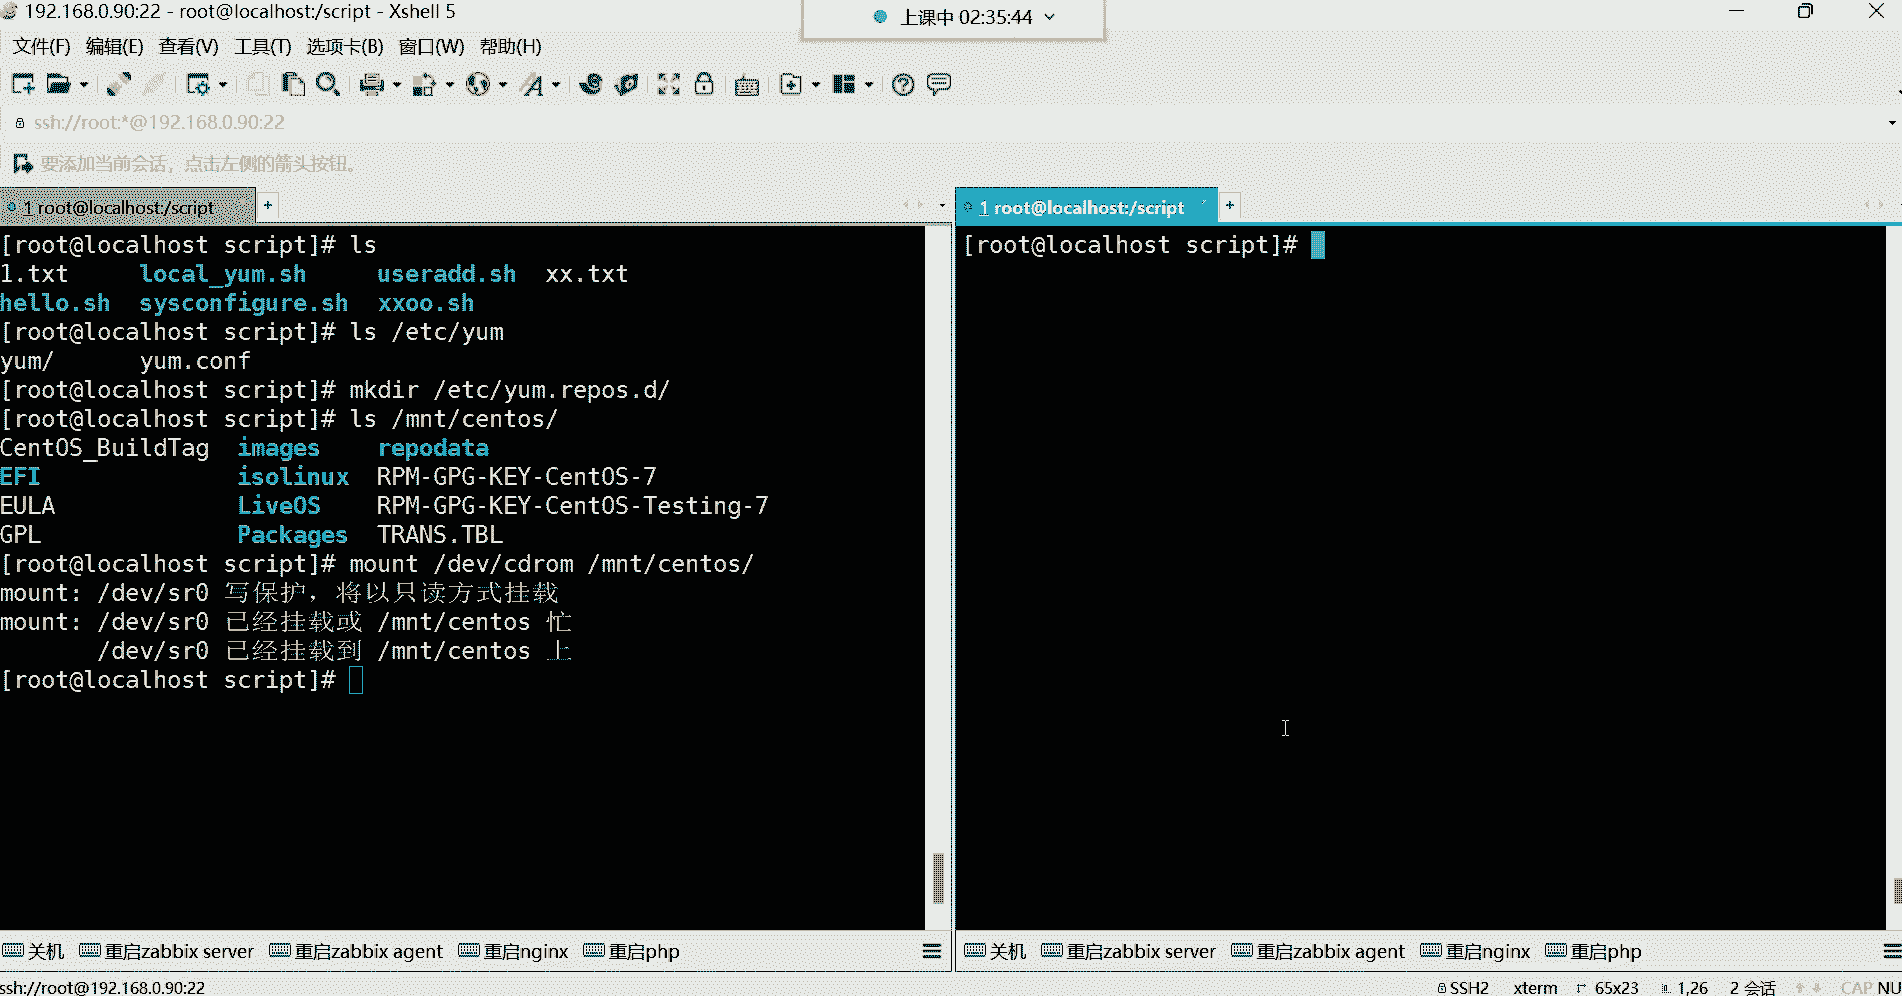 192.168.0.90:22 - root@localhost:/script - Xshell 5
上课中 02:35:44
文件(F) 编辑(E) 查看(V) 工具(T) 选项卡(B) 窗口(W) 帮助(H)
ssh://root:*@192.168.0.90:22
要添加当前会话，点击左侧的箭头按钮。
1 root@localhost:/script +
[root@localhost script]# ls
1.txt local_yum.sh useradd.sh xx.txt
hello.sh sysconfigure.sh xxoo.sh
[root@localhost script]# ls /etc/yum
yum/ yum.conf
[root@localhost script]# mkdir /etc/yum.repos.d/
[root@localhost script]# ls /mnt/centos/
CentOS_BuildTag images repodata
EFI isolinux RPM-GPG-KEY-CentOS-7
EULA LiveOS RPM-GPG-KEY-CentOS-Testing-7
GPL Packages TRANS.TBL
[root@localhost script]# mount /dev/cdrom /mnt/centos/
mount: /dev/sr0 写保护，将以只读方式挂载
mount: /dev/sr0 已经挂载或 /mnt/centos 忙
/dev/sr0 已经挂载到 /mnt/centos 上
[root@localhost script]#
1 root@localhost:/script +
[root@localhost script]#
关机 重启zabbix server 重启zabbix agent 重启nginx 重启php
关机 重启zabbix server 重启zabbix agent 重启nginx 重启php
ssh://root@192.168.0.90:22
SSH2 xterm 65x23 1,26 2 会话 CAP NU